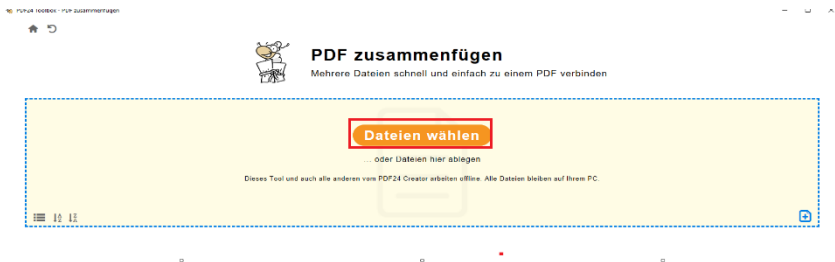 PDF24 Toolbox - PDF zusammenfügen
PDF zusammenfügen
Mehrere Dateien schnell und einfach zu einem PDF verbinden
Dateien wählen
... oder Dateien hier ablegen
Dieses Tool und auch alle anderen vom PDF24 Creator arbeiten offline. Alle Dateien bleiben auf Ihrem PC.